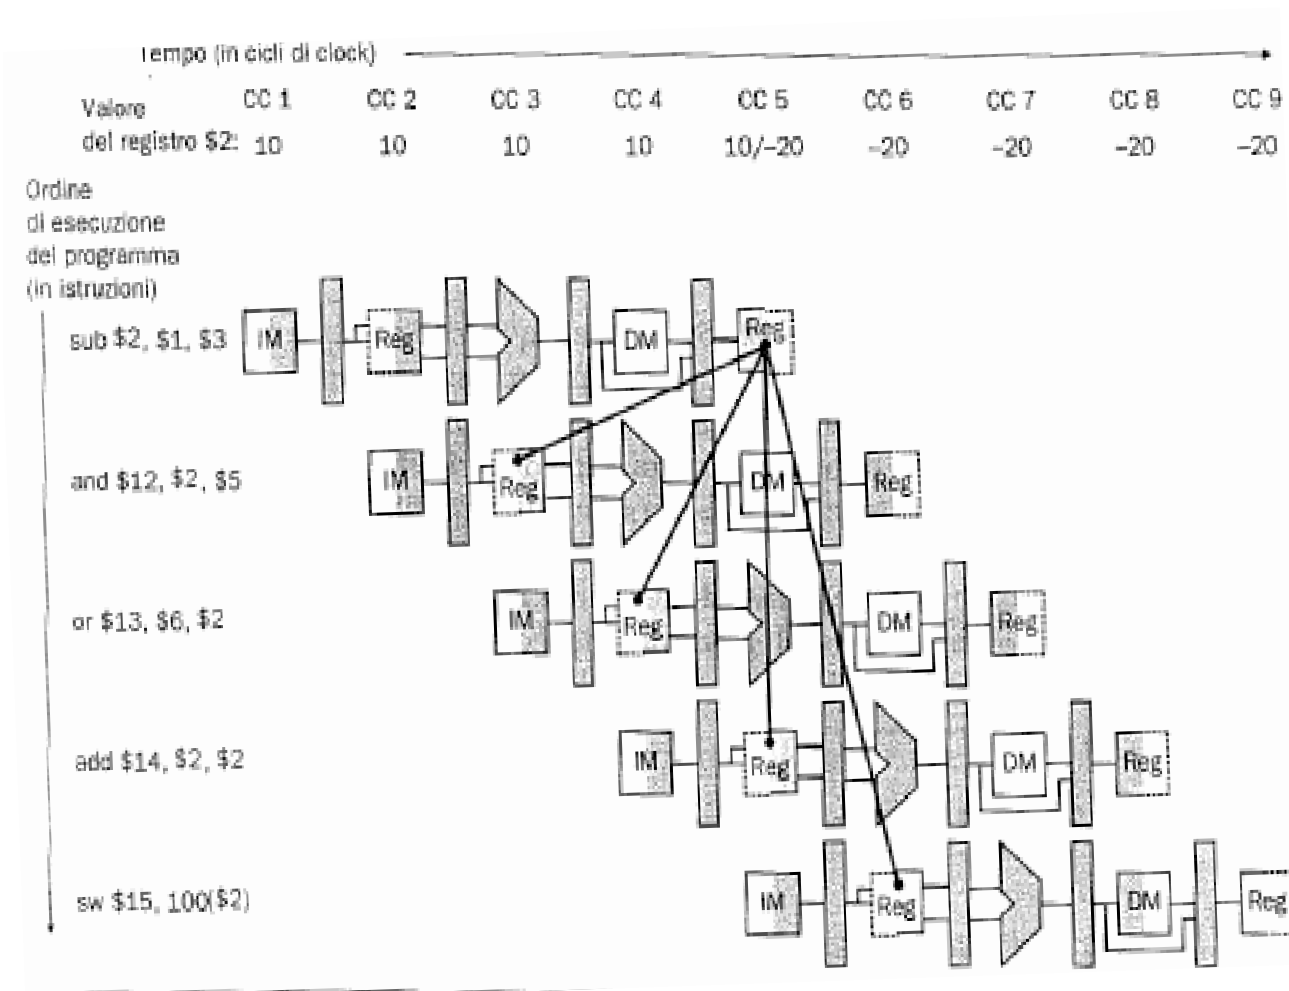 Tempo (in cicli di clock)
CC 1 CC 2 CC 3 CC 4 CC 5 CC 6 CC 7 CC 8 CC 9
Valore
del registro $2: 10 10 10 10 10/–20 –20 –20 –20 –20
Ordine
di esecuzione
del programma
(in istruzioni)
sub $2, $1, $3 IM Reg DM Reg
and $12, $2, $5 IM Reg DM Reg
or $13, $6, $2 IM Reg DM Reg
add $14, $2, $2 IM Reg DM Reg
sw $15, 100($2) IM Reg DM Reg